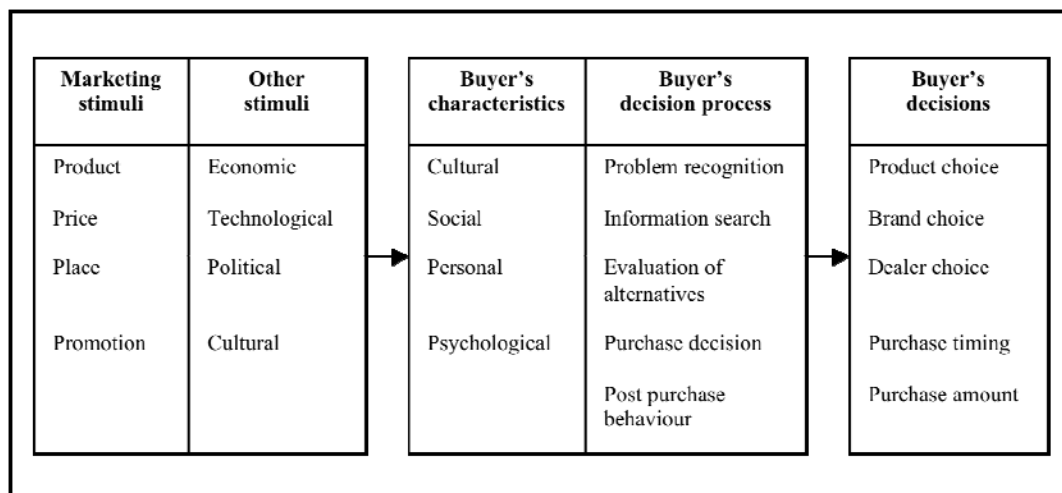 Marketing
stimuli
Product
Price
Place
Promotion
Other
stimuli
Economic
Technological
Political
Cultural
Buyer's
characteristics
Cultural
Social
Personal
Psychological
Buyer's
decision process
Problem recognition
Information search
Evaluation of
alternatives
Purchase decision
Post purchase
behaviour
Buyer's
decisions
Product choice
Brand choice
Dealer choice
Purchase timing
Purchase amount